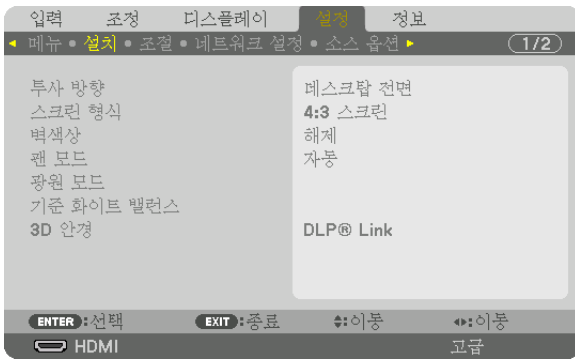 입력 조정 디스플레이 설정 정보
◂ 메뉴 • 설치 • 조절 • 네트워크 설정 • 소스 옵션 ▸ (1/2)
투사 방향 데스크탑 전면
스크린 형식 4:3 스크린
벽색상 해제
팬 모드 자동
광원 모드
기준 화이트 밸런스
3D 안경 DLP® Link
ENTER:선택 EXIT:종료 :이동 :이동
HDMI 고급